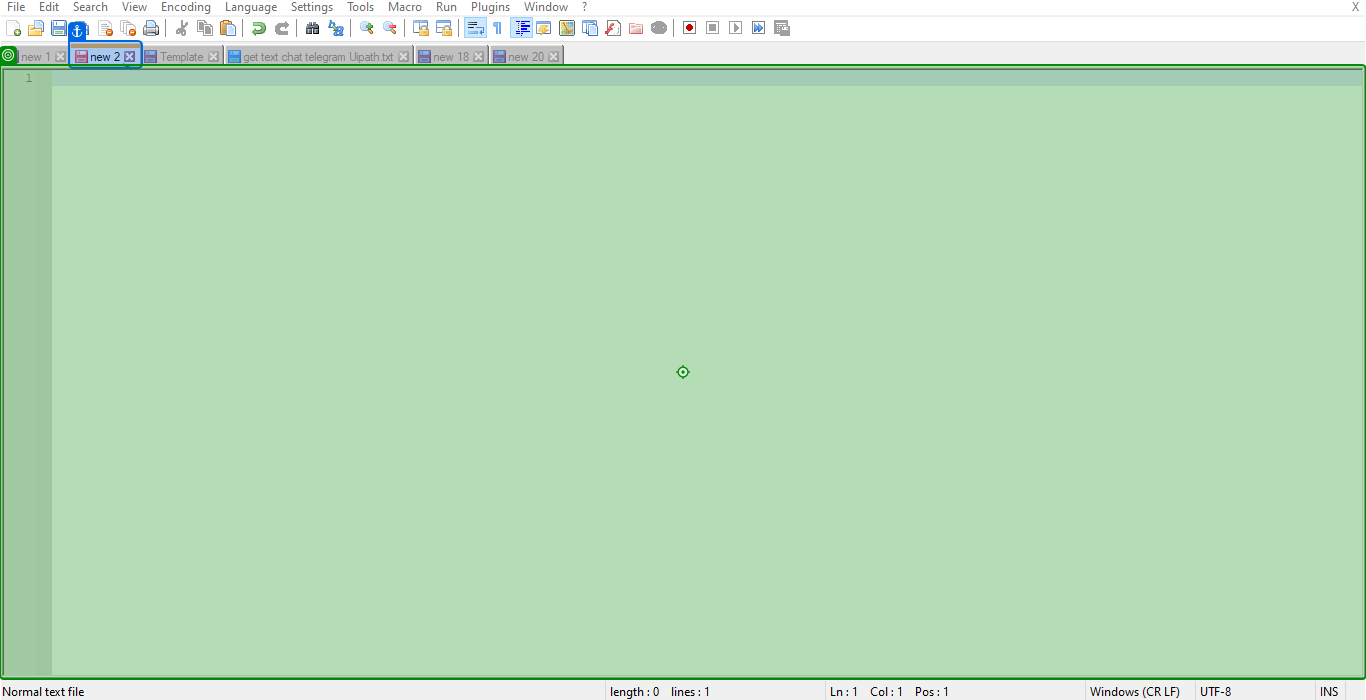 File Edit Search View Encoding Language Settings Tools Macro Run Plugins Window ? X
new 1 new 2 Template get text chat telegram Uipath.txt new 18 new 20
1
Normal text file length : 0 lines : 1 Ln : 1 Col : 1 Pos : 1 Windows (CR LF) UTF-8 INS